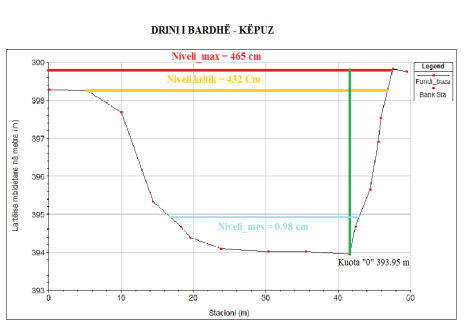 DRINI I BARDHË - KËPUZ
Niveli_max = 465 cm
Niveli kritik = 432 Cm
Niveli_mes = 0.98 cm
Kuota "0" 393.95 m
Legend
Fundi_baza
Bank Sta
Lartësia mbidetare në metra (m)
300
398
397
396
395
394
393
0
10
20
30
40
50
Stacioni (m)